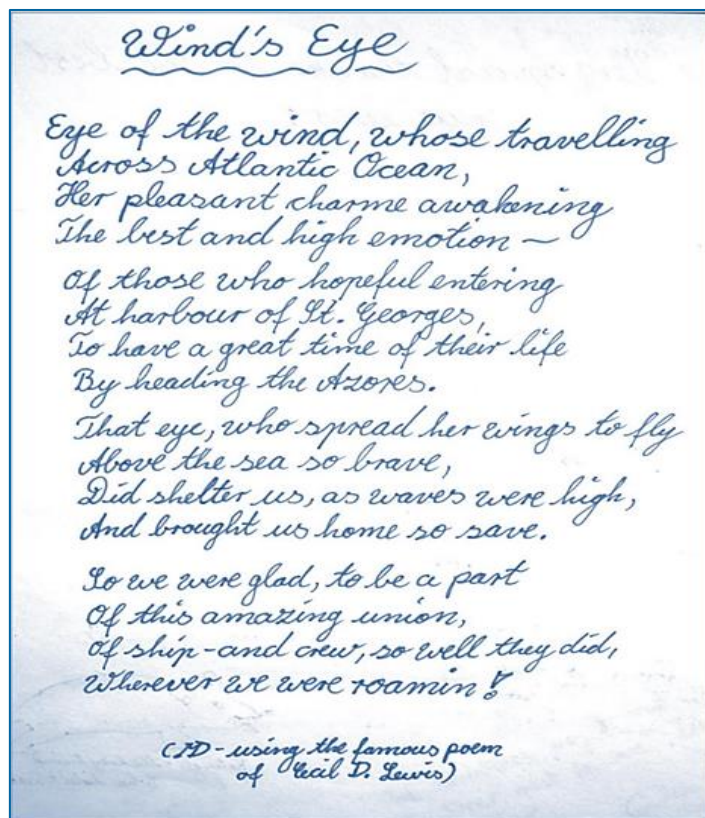 Wind's Eye
Eye of the wind, whose travelling
Across Atlantic Ocean,
Her pleasant charme awakening
The best and high emotion –
Of those who hopeful entering
At harbour of St. Georges,
To have a great time of their life
By heading the Azores.
That eye, who spread her wings to fly
Above the sea so brave,
Did shelter us, as waves were high,
And brought us home so save.
So we were glad, to be a part
Of this amazing union,
Of ship-and crew, so well they did,
Wherever we were roamin!
- using the famous poem
of Cecil D. Lewis)